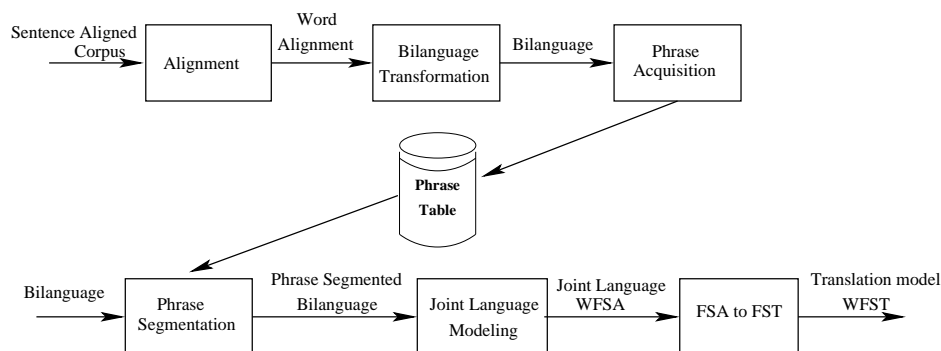 Sentence Aligned
Corpus
Alignment
Word
Alignment
Bilanguage
Transformation
Bilanguage
Phrase
Acquisition
Phrase
Table
Bilanguage
Phrase
Segmentation
Phrase Segmented
Bilanguage
Joint Language
Modeling
Joint Language
WFSA
FSA to FST
Translation model
WFST